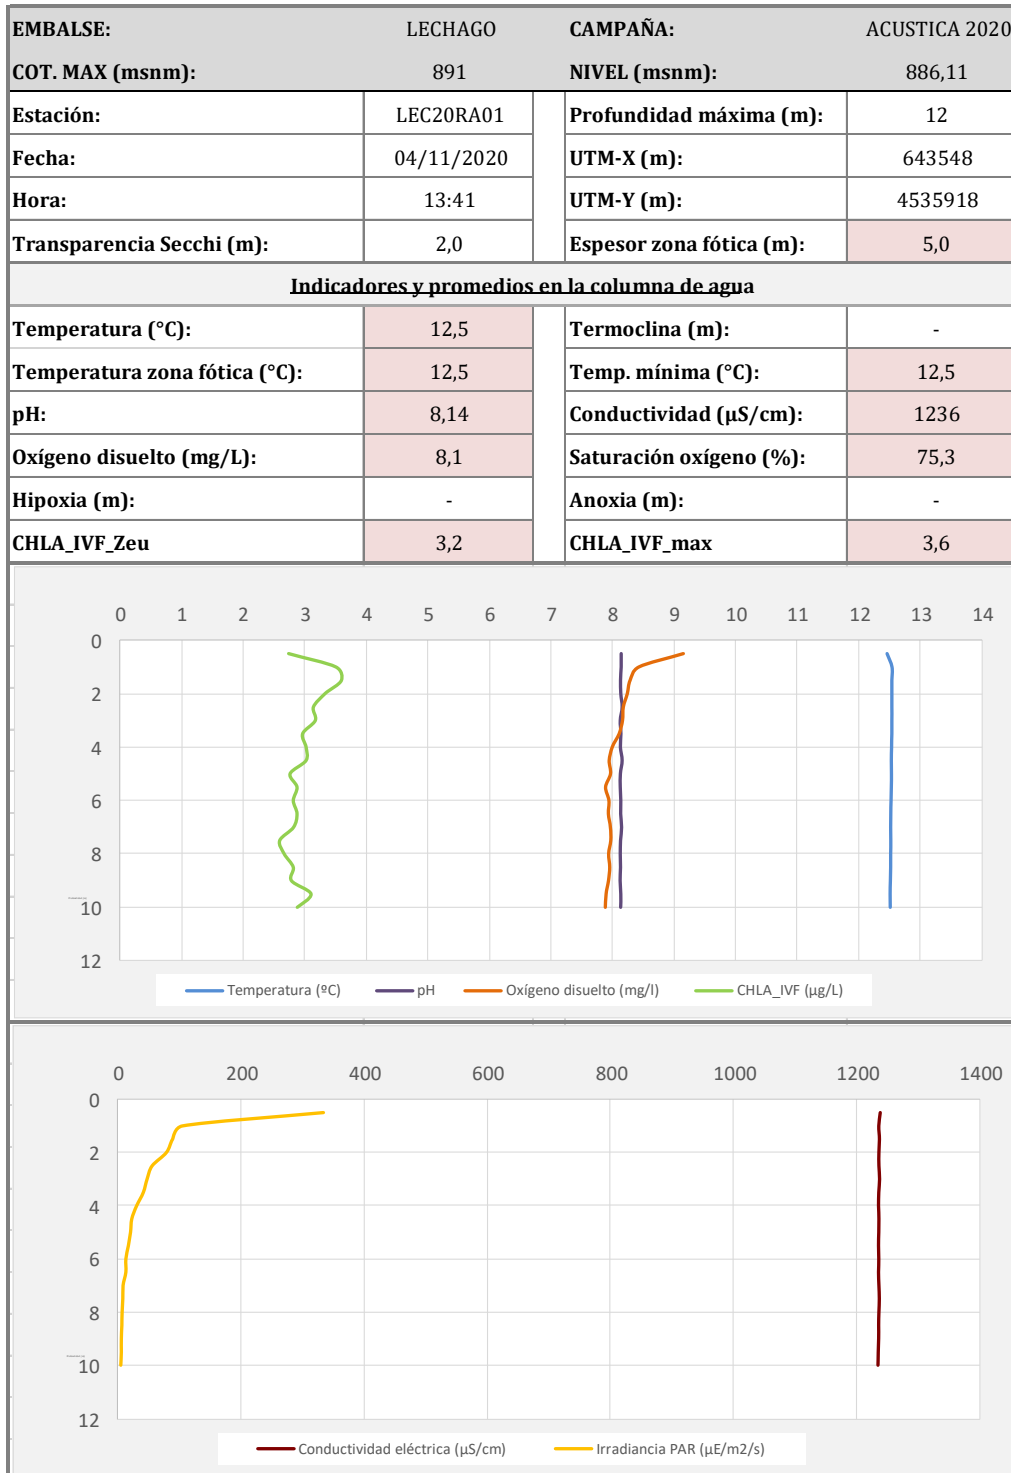 EMBALSE: LECHAGO CAMPAÑA: ACUSTICA 2020
COT. MAX (msnm): 891 NIVEL (msnm): 886,11
Estación: LEC20RA01 Profundidad máxima (m): 12
Fecha: 04/11/2020 UTM-X (m): 643548
Hora: 13:41 UTM-Y (m): 4535918
Transparencia Secchi (m): 2,0 Espesor zona fótica (m): 5,0
Indicadores y promedios en la columna de agua
Temperatura (°C): 12,5 Termoclina (m): -
Temperatura zona fótica (°C): 12,5 Temp. mínima (°C): 12,5
pH: 8,14 Conductividad (µS/cm): 1236
Oxígeno disuelto (mg/L): 8,1 Saturación oxígeno (%): 75,3
Hipoxia (m): - Anoxia (m): -
CHLA_IVF_Zeu 3,2 CHLA_IVF_max 3,6
0 1 2 3 4 5 6 7 8 9 10 11 12 13 14
0
2
4
6
8
10
12
Temperatura (ºC) pH Oxígeno disuelto (mg/l) CHLA_IVF (µg/L)
0 200 400 600 800 1000 1200 1400
0
2
4
6
8
10
12
Conductividad eléctrica (µS/cm) Irradiancia PAR (µE/m2/s)